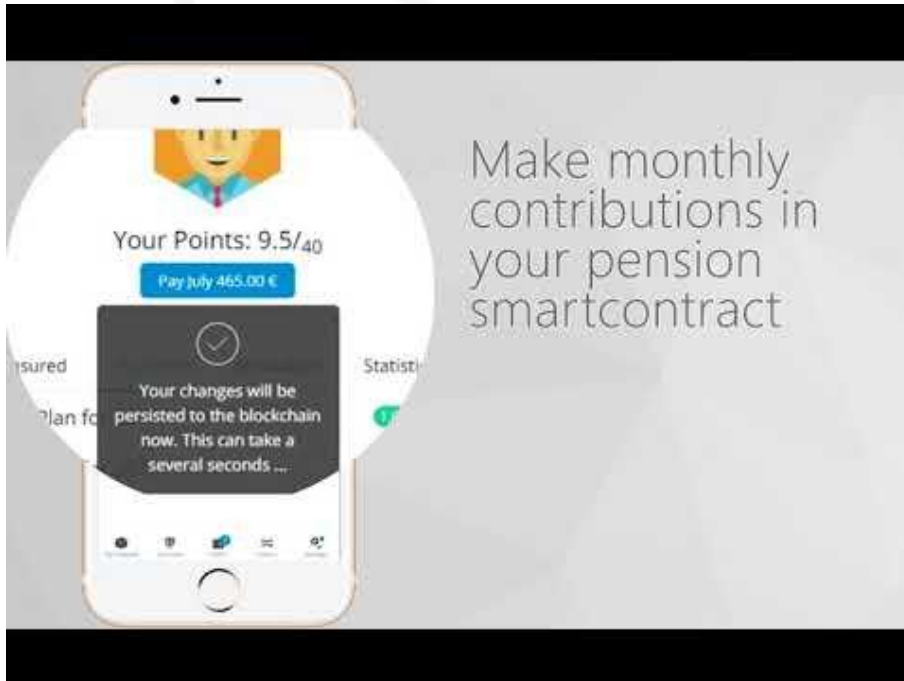 Your Points: 9.5/40
Pay July 465.00 €
Your changes will be
persisted to the blockchain
now. This can take a
several seconds ...
sured
Statisti
Plan fo
Make monthly
contributions in
your pension
smartcontract